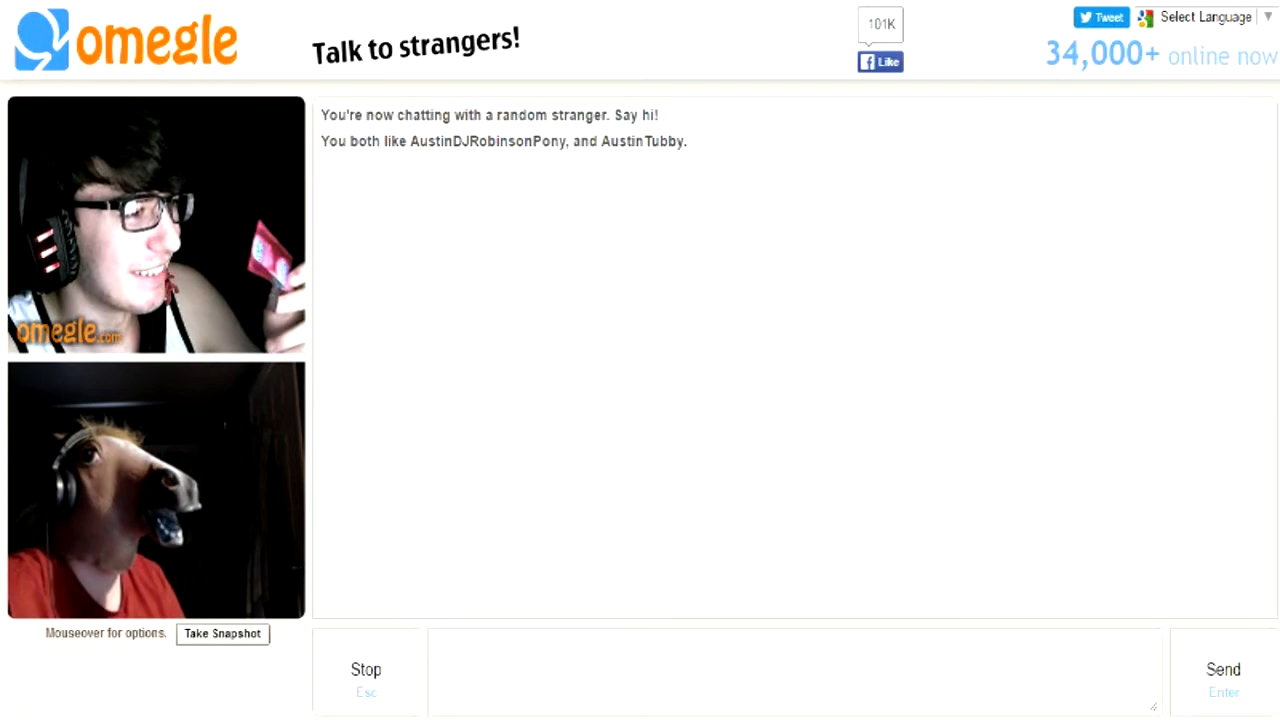 omegle
Talk to strangers!
101K
Like
Tweet
Select Language
34,000+ online now
You're now chatting with a random stranger. Say hi!
You both like AustinDJRobinsonPony, and AustinTubby.
omegle.com
Mouseover for options.
Take Snapshot
Stop
Esc
Send
Enter